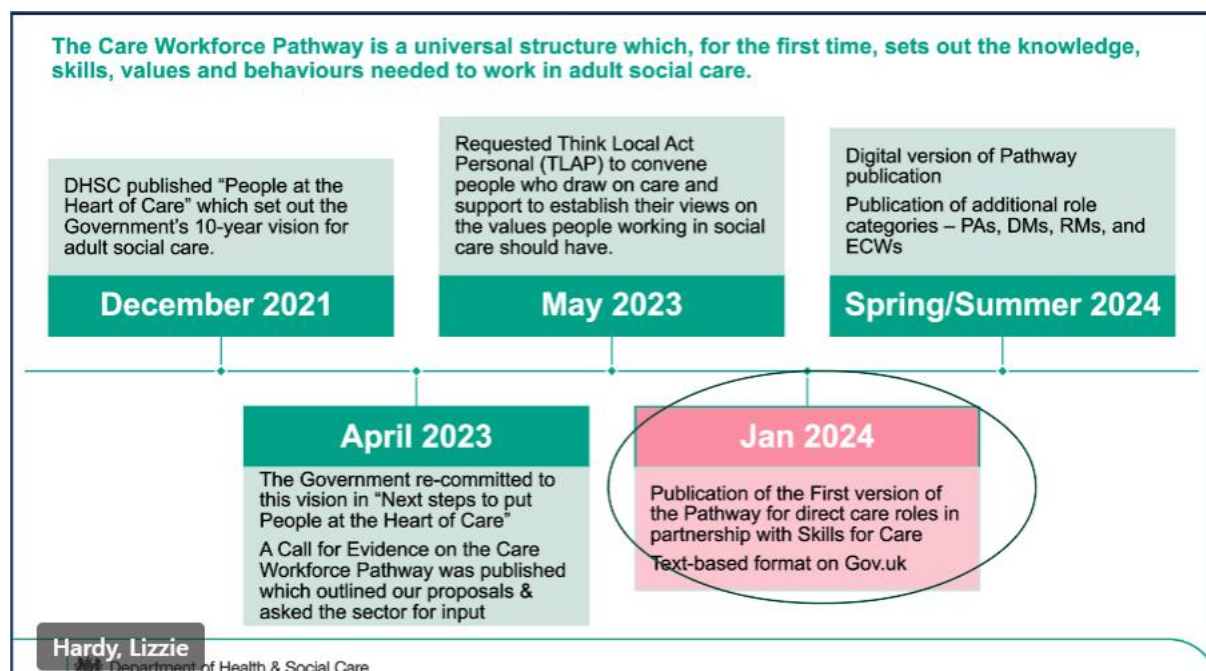 The Care Workforce Pathway is a universal structure which, for the first time, sets out the knowledge,
skills, values and behaviours needed to work in adult social care.
DHSC published “People at the
Heart of Care” which set out the
Government’s 10-year vision for
adult social care.
December 2021
April 2023
The Government re-committed to
this vision in “Next steps to put
People at the Heart of Care”
A Call for Evidence on the Care
Workforce Pathway was published
which outlined our proposals &
asked the sector for input
Requested Think Local Act
Personal (TLAP) to convene
people who draw on care and
support to establish their views on
the values people working in social
care should have.
May 2023
Jan 2024
Publication of the First version of
the Pathway for direct care roles in
partnership with Skills for Care
Text-based format on Gov.uk
Digital version of Pathway
publication
Publication of additional role
categories – PAs, DMs, RMs, and
ECWs
Spring/Summer 2024
Hardy, Lizzie
Department of Health & Social Care